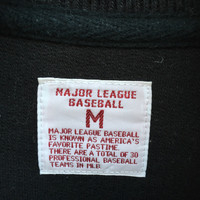 MAJOR LEAGUE
BASEBALL
M
MAJOR LEAGUE BASEBALL
IS KNOWN AS AMERICA'S
FAVORITE PASTIME.
THERE ARE A TOTAL OF 30
PROFESSIONAL BASEBALL
TEAMS IN MLB.